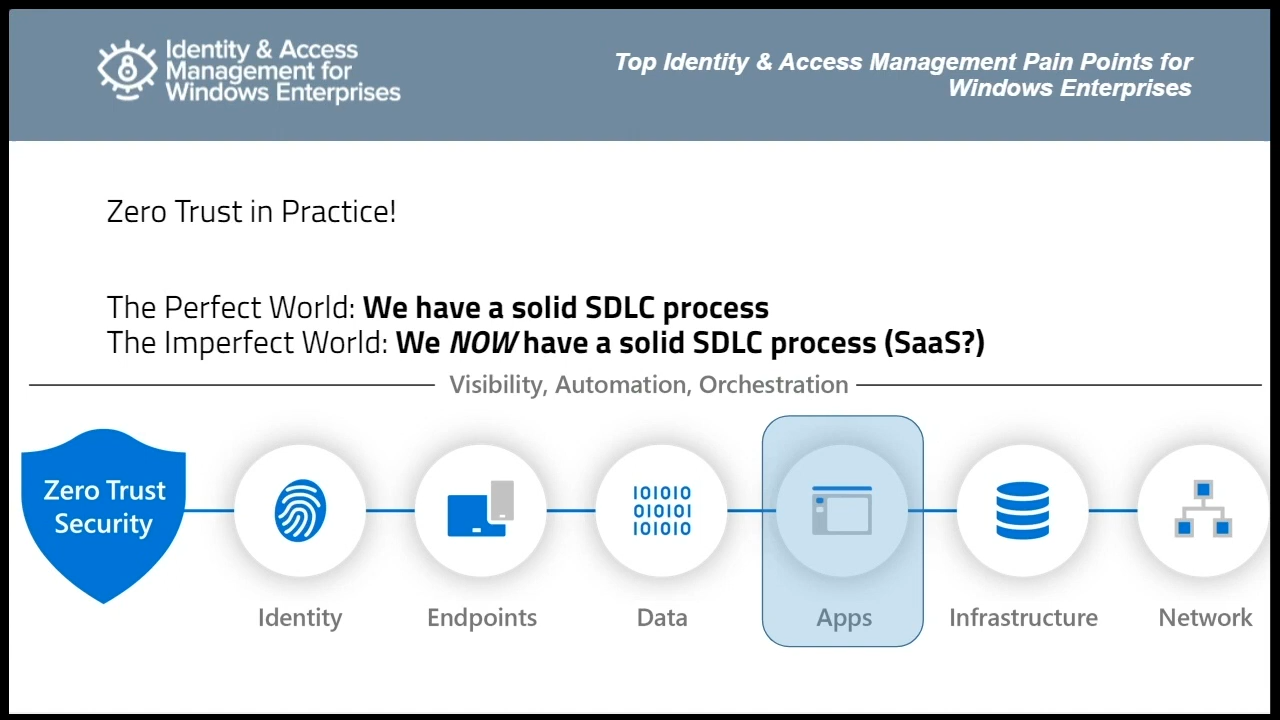 Identity & Access
Management for
Windows Enterprises
Top Identity & Access Management Pain Points for
Windows Enterprises
Zero Trust in Practice!
The Perfect World: We have a solid SDLC process
The Imperfect World: We NOW have a solid SDLC process (SaaS?)
Visibility, Automation, Orchestration
Zero Trust
Security
101010
010101
101010
Identity
Endpoints
Data
Apps
Infrastructure
Network